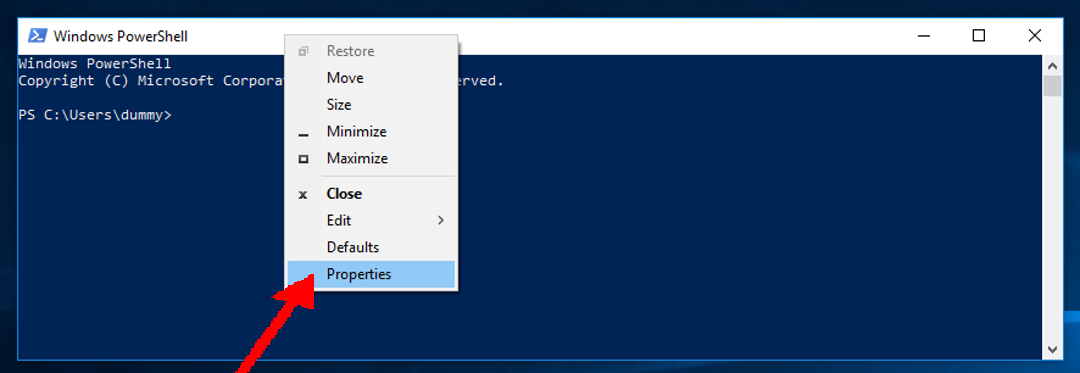 Windows PowerShell
Windows PowerShell
Copyright (C) Microsoft Corpora erved.
PS C:\Users\dummy>
Restore
Move
Size
Minimize
Maximize
Close
Edit
Defaults
Properties